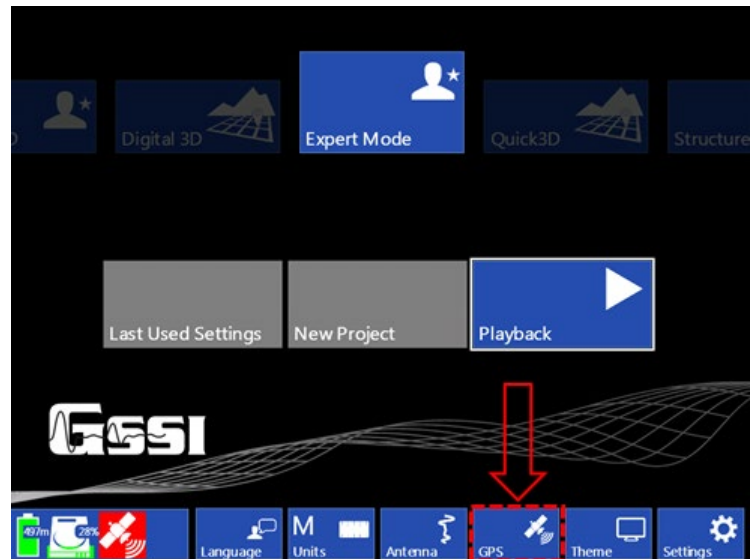 Digital 3D
Expert Mode
Quick3D
Structure
Last Used Settings
New Project
Playback
GSSI
497m
28%
Language
M
Units
Antenna
GPS
Theme
Settings